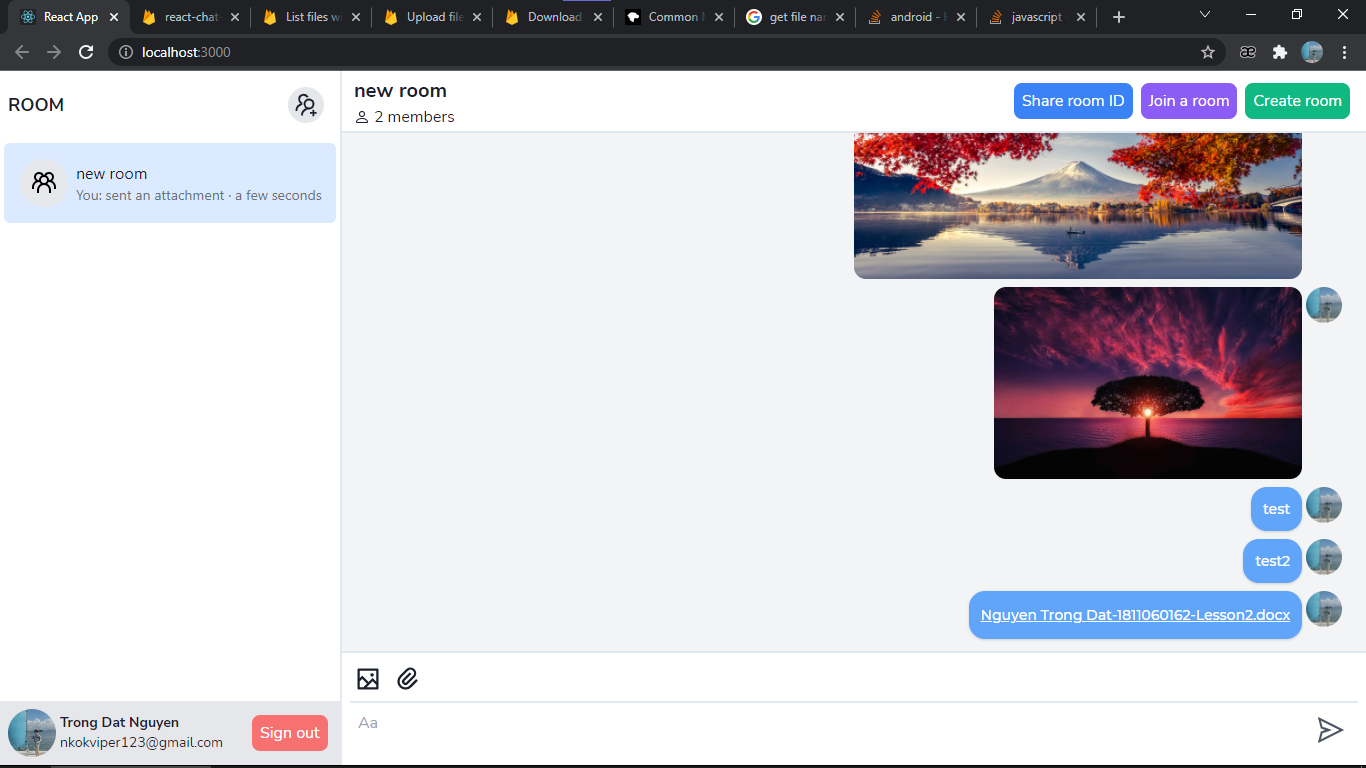 React App
react-chat-
List files w
Upload file
Download
Common
get file nar
android -
javascript
localhost:3000
ROOM
new room
2 members
Share room ID
Join a room
Create room
new room
You: sent an attachment · a few seconds
test
test2
Nguyen Trong Dat-1811060162-Lesson2.docx
Aa
Trong Dat Nguyen
nkokviper123@gmail.com
Sign out